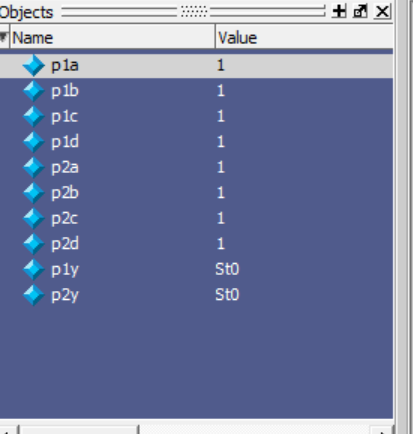 Objects
Name Value
p1a 1
p1b 1
p1c 1
p1d 1
p2a 1
p2b 1
p2c 1
p2d 1
p1y St0
p2y St0